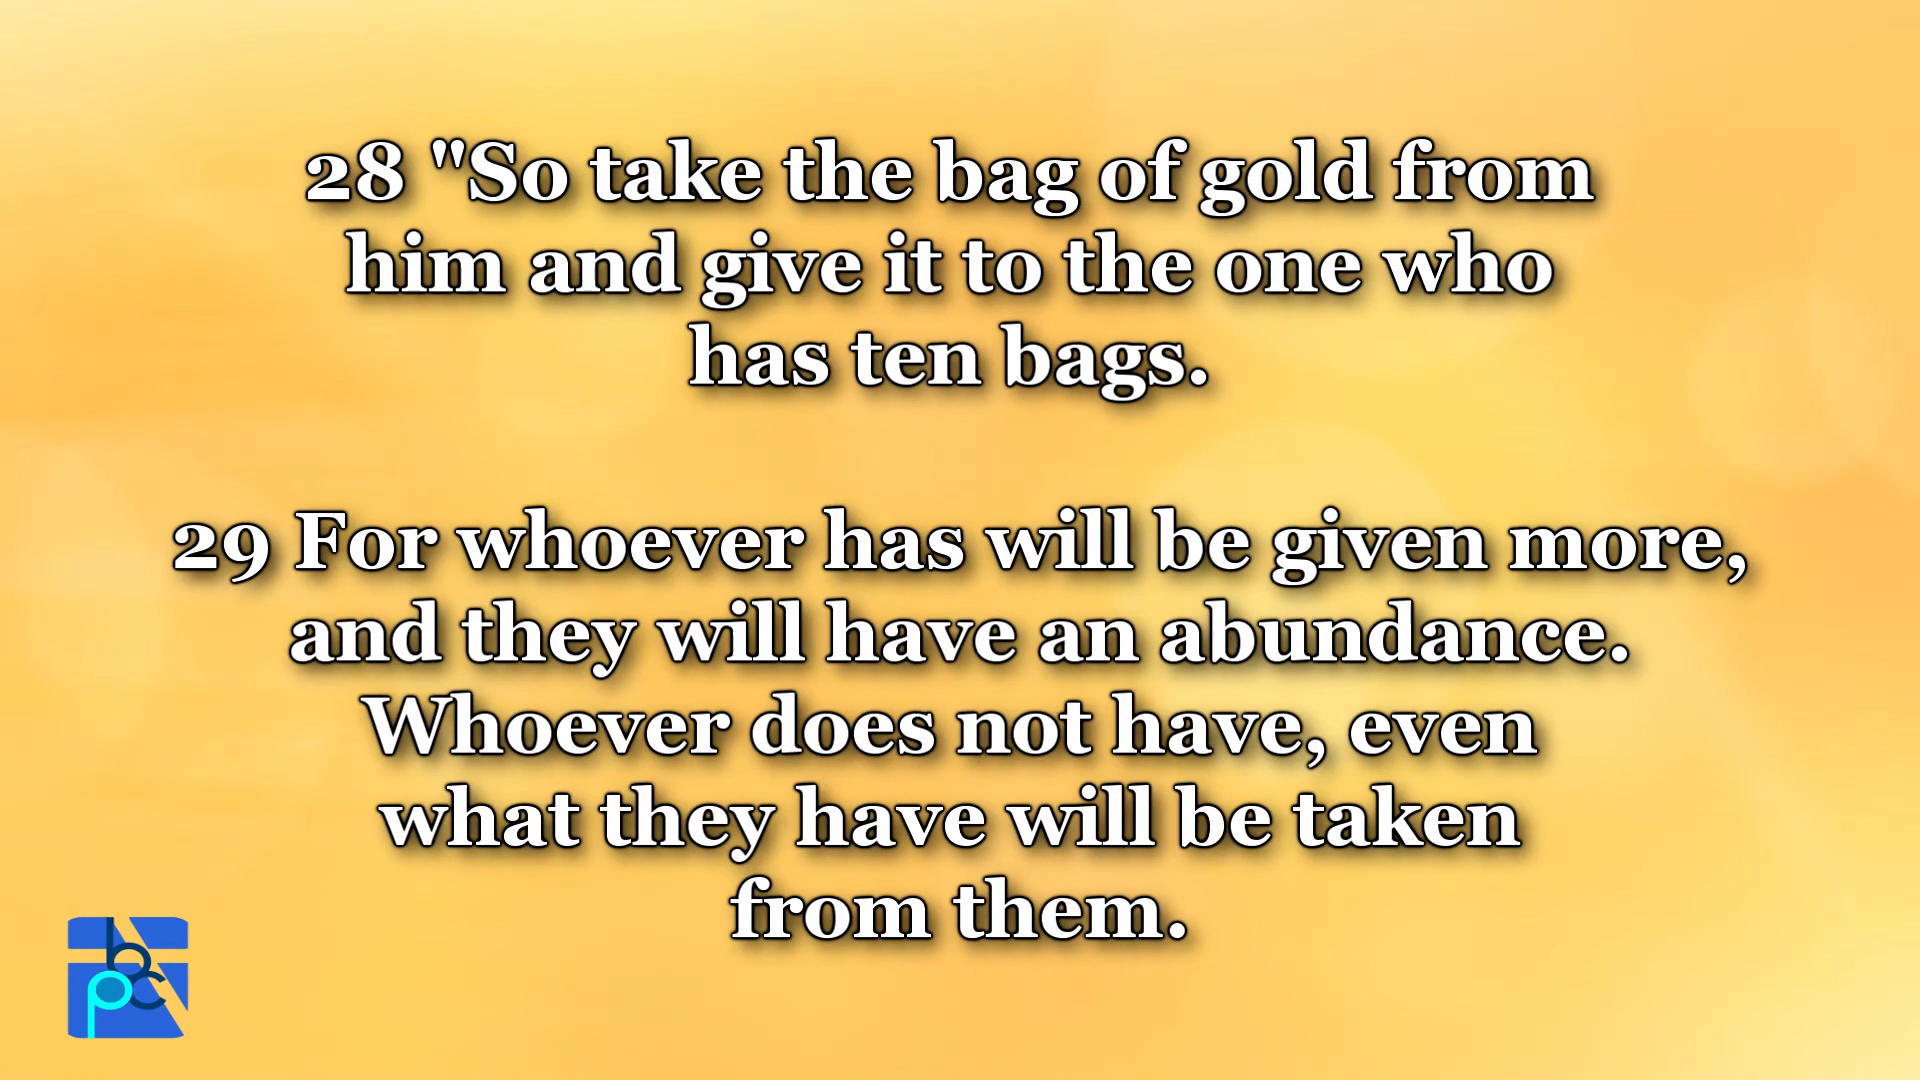 28 "So take the bag of gold from
him and give it to the one who
has ten bags.
29 For whoever has will be given more,
and they will have an abundance.
Whoever does not have, even
what they have will be taken
from them.
pbc